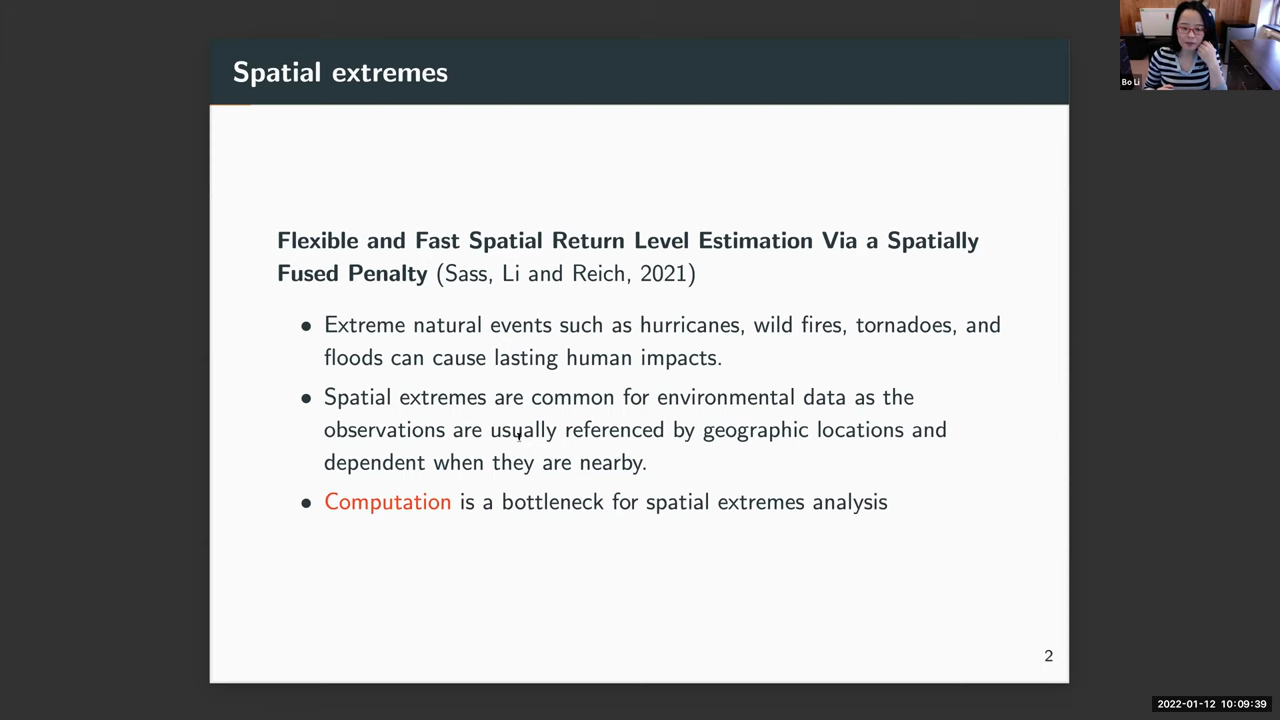 Spatial extremes
Bo Li
Flexible and Fast Spatial Return Level Estimation Via a Spatially
Fused Penalty (Sass, Li and Reich, 2021)
• Extreme natural events such as hurricanes, wild fires, tornadoes, and
floods can cause lasting human impacts.
• Spatial extremes are common for environmental data as the
observations are usually referenced by geographic locations and
dependent when they are nearby.
• Computation is a bottleneck for spatial extremes analysis
2
2022-01-12 10:09:39